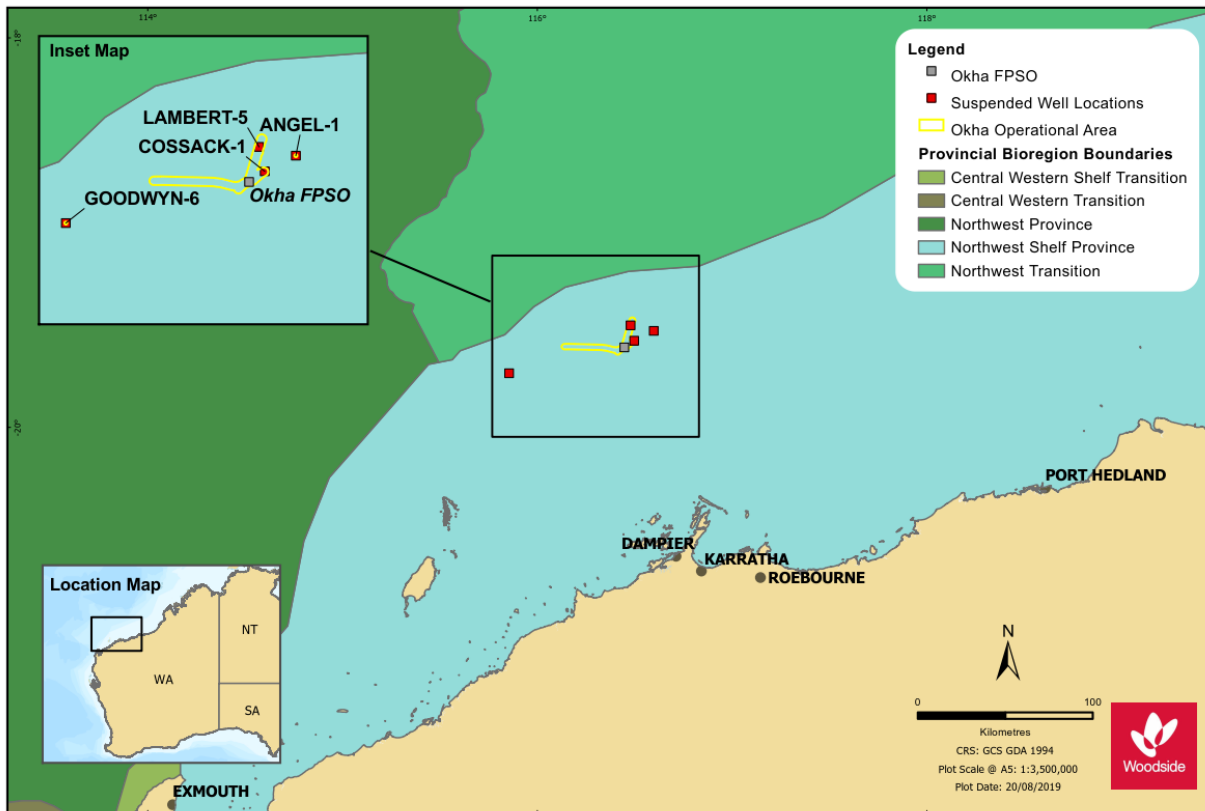 114°
116°
118°
-18°
-20°
Inset Map
LAMBERT-5
ANGEL-1
COSSACK-1
Okha FPSO
GOODWYN-6
Legend
Okha FPSO
Suspended Well Locations
Okha Operational Area
Provincial Bioregion Boundaries
Central Western Shelf Transition
Central Western Transition
Northwest Province
Northwest Shelf Province
Northwest Transition
PORT HEDLAND
DAMPIER
KARRATHA
ROEBOURNE
EXMOUTH
Location Map
NT
WA
SA
N
0 100
Kilometres
CRS: GCS GDA 1994
Plot Scale @ A5: 1:3,500,000
Plot Date: 20/08/2019
Woodside